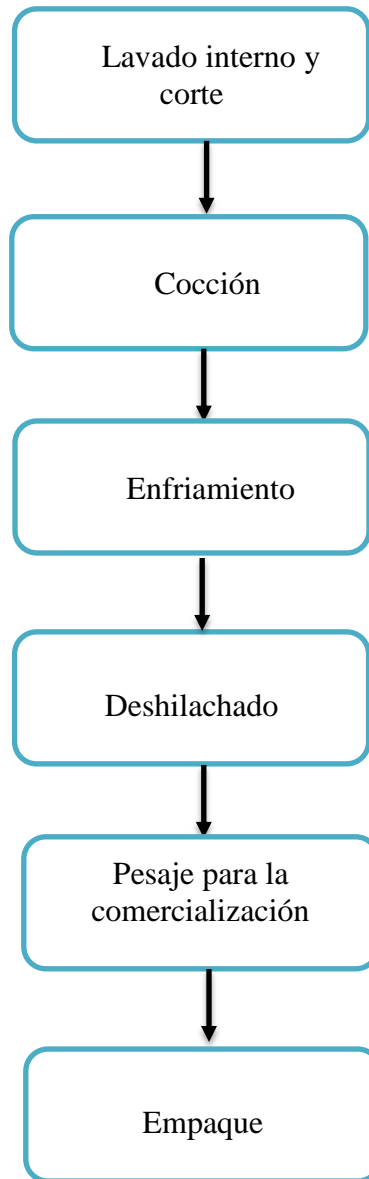 Lavado interno y
corte
Cocción
Enfriamiento
Deshilachado
Pesaje para la
comercialización
Empaque